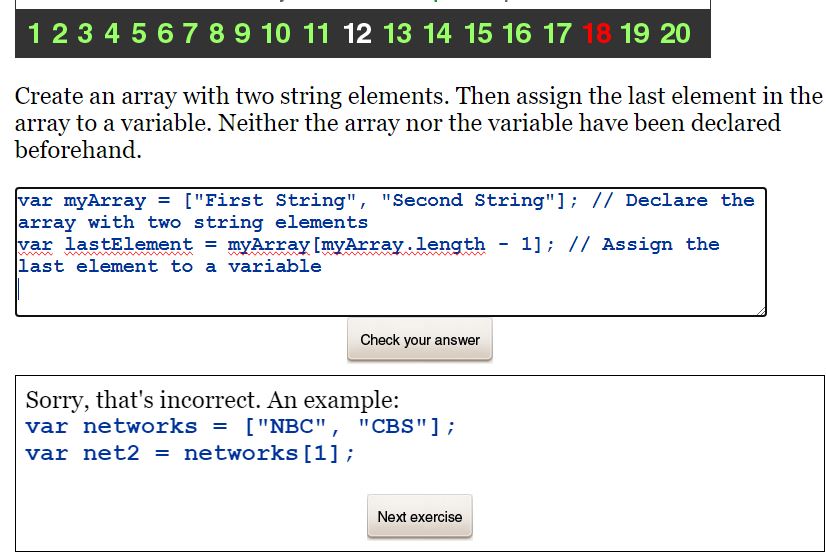 1 2 3 4 5 6 7 8 9 10 11 12 13 14 15 16 17 18 19 20
Create an array with two string elements. Then assign the last element in the
array to a variable. Neither the array nor the variable have been declared
beforehand.
var myArray = ["First String", "Second String"]; // Declare the
array with two string elements
var lastElement = myArray[myArray.length - 1]; // Assign the
last element to a variable
Check your answer
Sorry, that's incorrect. An example:
var networks = ["NBC", "CBS"];
var net2 = networks[1];
Next exercise